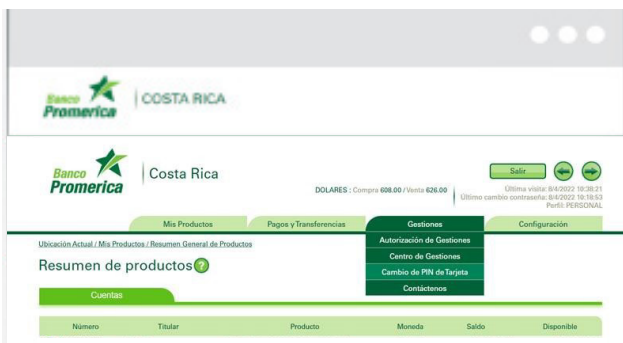 Banco
Promerica
COSTA RICA
Banco
Promerica
Costa Rica
DOLARES : Compra 608.00 / Venta 626.00
Salir
Última visita: 8/4/2022 19:38:21
Último cambio contraseña: 8/4/2022 19:18:53
Perfil: PERSONAL
Mis Productos
Pagos y Transferencias
Gestiones
Configuración
Autorización de Gestiones
Centro de Gestiones
Cambio de PIN de Tarjeta
Contáctenos
Ubicación Actual / Mis Productos / Resumen General de Productos
Resumen de productos ?
Cuentas
Número Titular Producto Moneda Saldo Disponible